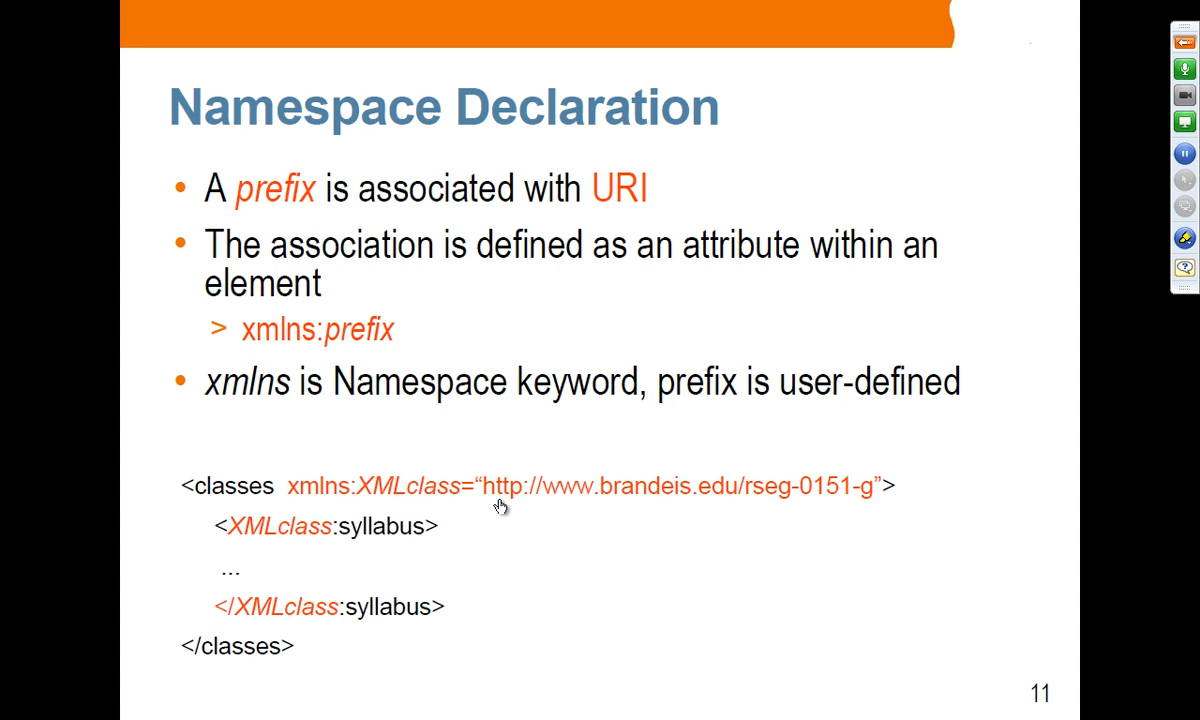 Namespace Declaration
• A prefix is associated with URI
• The association is defined as an attribute within an
element
> xmlns:prefix
• xmlns is Namespace keyword, prefix is user-defined
<classes xmlns:XMLclass=“http://www.brandeis.edu/rseg-0151-g”>
<XMLclass:syllabus>
...
</XMLclass:syllabus>
</classes>
11